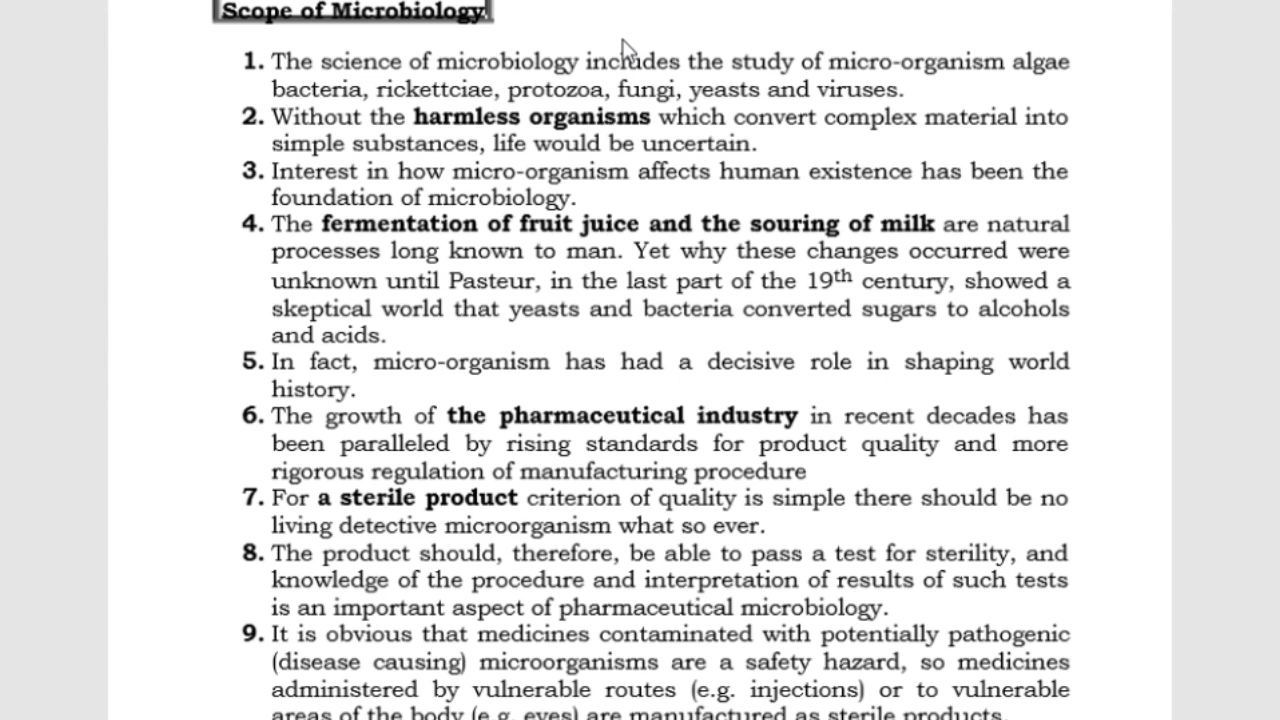 Scope of Microbiology
1. The science of microbiology includes the study of micro-organism algae
bacteria, rickettciae, protozoa, fungi, yeasts and viruses.
2. Without the harmless organisms which convert complex material into
simple substances, life would be uncertain.
3. Interest in how micro-organism affects human existence has been the
foundation of microbiology.
4. The fermentation of fruit juice and the souring of milk are natural
processes long known to man. Yet why these changes occurred were
unknown until Pasteur, in the last part of the 19th century, showed a
skeptical world that yeasts and bacteria converted sugars to alcohols
and acids.
5. In fact, micro-organism has had a decisive role in shaping world
history.
6. The growth of the pharmaceutical industry in recent decades has
been paralleled by rising standards for product quality and more
rigorous regulation of manufacturing procedure
7. For a sterile product criterion of quality is simple there should be no
living detective microorganism what so ever.
8. The product should, therefore, be able to pass a test for sterility, and
knowledge of the procedure and interpretation of results of such tests
is an important aspect of pharmaceutical microbiology.
9. It is obvious that medicines contaminated with potentially pathogenic
(disease causing) microorganisms are a safety hazard, so medicines
administered by vulnerable routes (e.g. injections) or to vulnerable
areas of the body (e.g. eyes) are manufactured as sterile products.